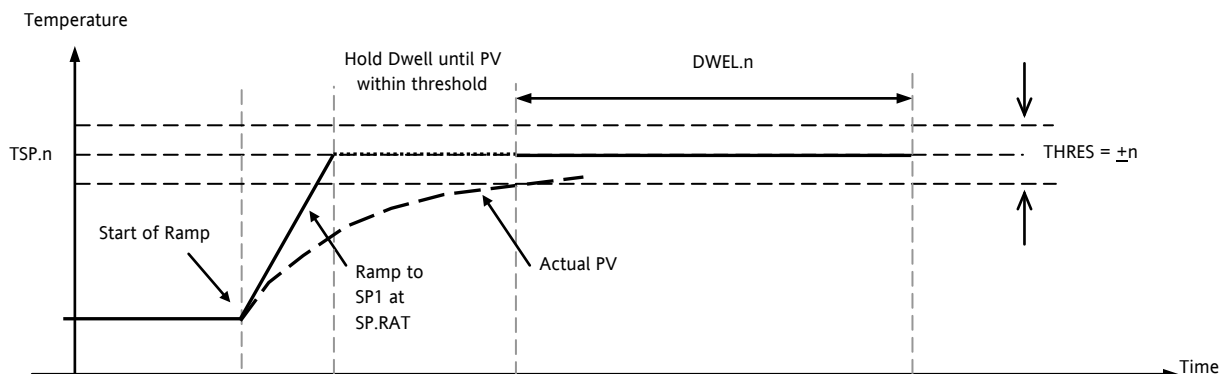 Temperature
Hold Dwell until PV
within threshold
DWEL.n
TSP.n
THRES = ±n
Start of Ramp
Actual PV
Ramp to
SP1 at
SP.RAT
Time